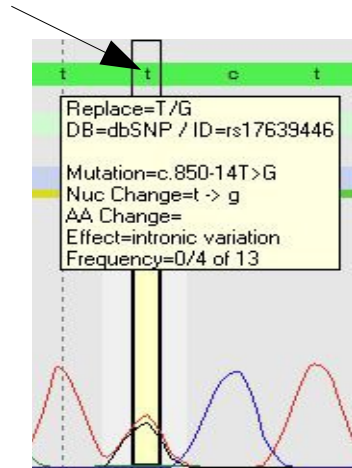 t t c t
Replace=T/G
DB=dbSNP / ID=rs17639446
Mutation=c.850-14T>G
Nuc Change=t -> g
AA Change=
Effect=intronic variation
Frequency=0/4 of 13